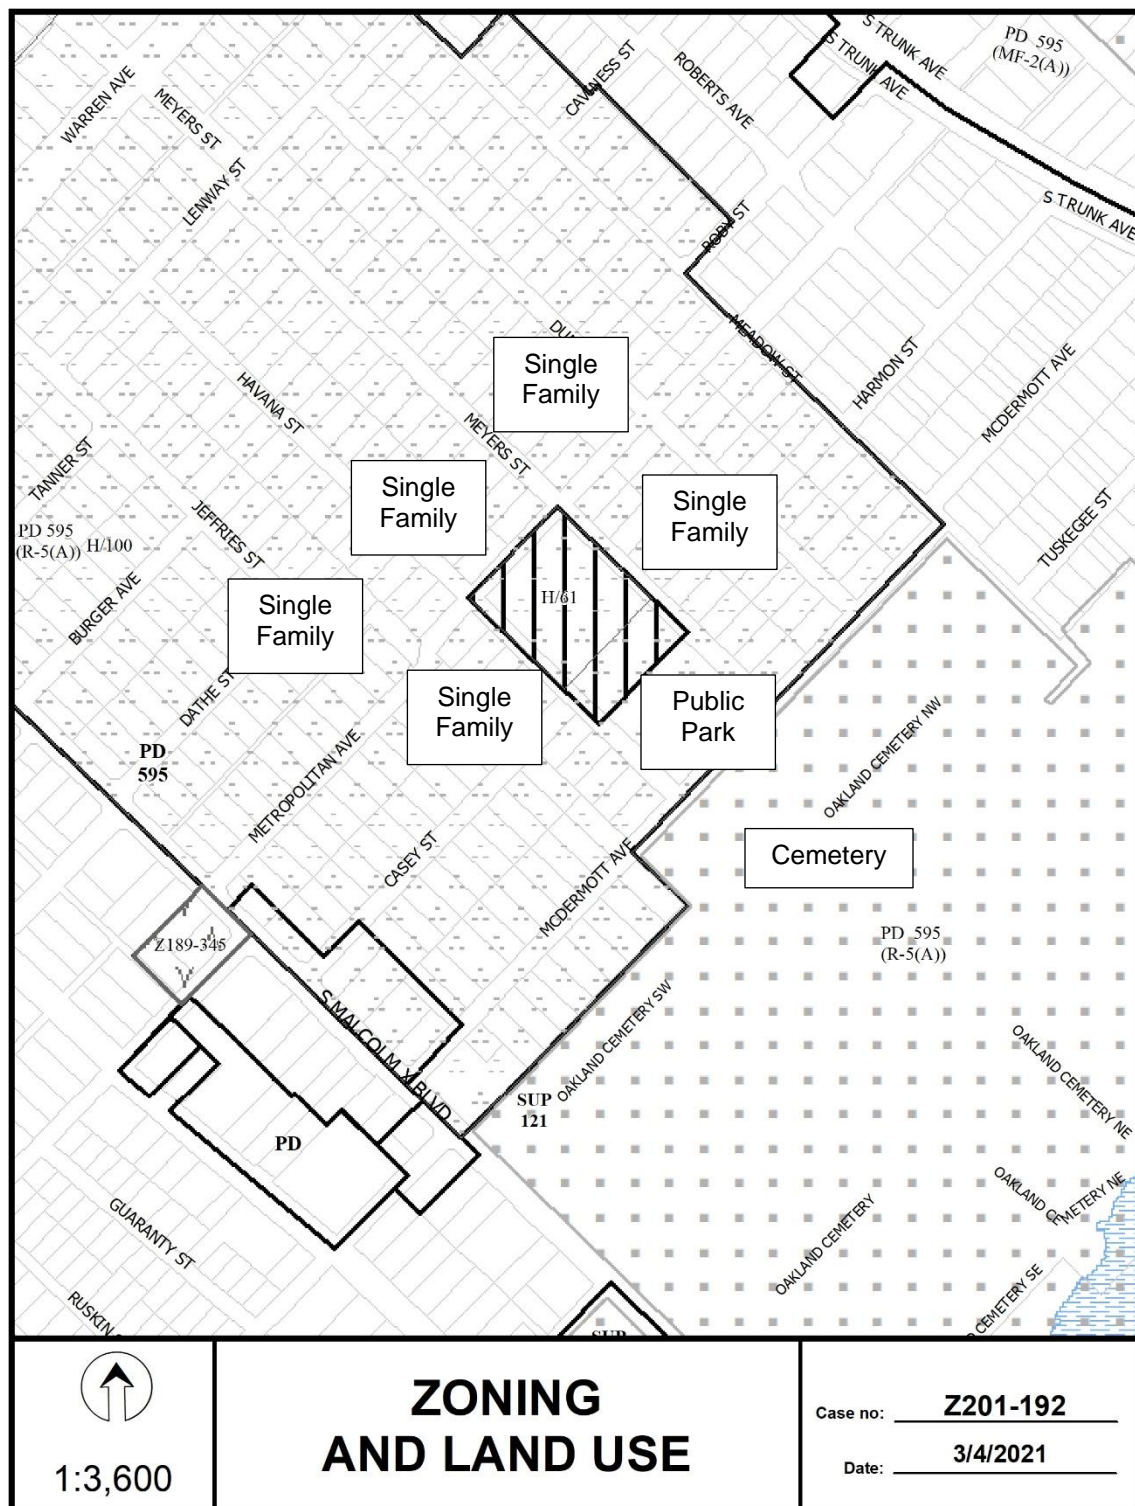 PD 595
(MF-2(A))
S TRUNK AVE
S TRUNK AVE
S TRUNK AVE
CAVINESS ST
ROBERTS AVE
WARREN AVE
MEYERS ST
LENWAY ST
ROBY ST
MEADOW ST
HARMON ST
MCDERMOTT AVE
TUSKEGEE ST
Single
Family
HAVANA ST
MEYERS ST
TANNER ST
Single
Family
Single
Family
JEFFRIES ST
PD 595
(R-5(A))
H/100
BURGER AVE
H/61
Single
Family
DATHE ST
Single
Family
Public
Park
PD
595
METROPOLITAN AVE
OAKLAND CEMETERY NW
CASEY ST
MCDERMOTT AVE
Cemetery
PD 595
(R-5(A))
Z189-345
S MALCOLM X BLVD
OAKLAND CEMETERY SW
OAKLAND CEMETERY NE
SUP
121
PD
OAKLAND CEMETERY NE
OAKLAND CEMETERY
GUARANTY ST
CEMETERY SE
RUSKIN
SUP
1:3,600
ZONING
AND LAND USE
Case no: Z201-192
Date: 3/4/2021